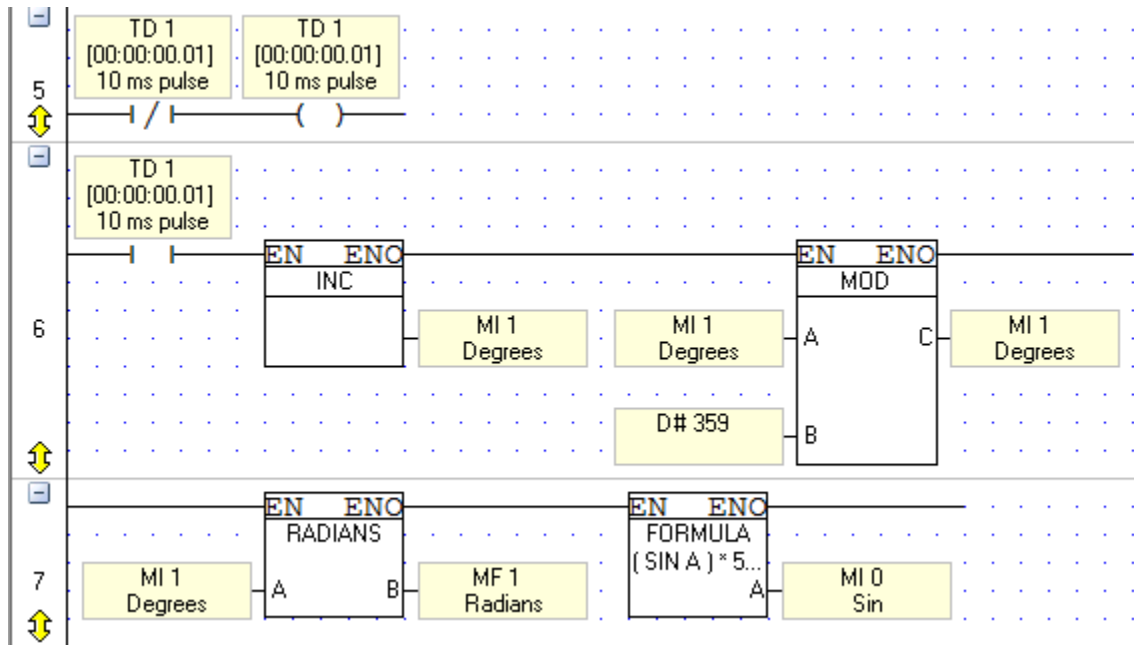 TD 1
[00:00:00.01]
10 ms pulse
TD 1
[00:00:00.01]
10 ms pulse
5
TD 1
[00:00:00.01]
10 ms pulse
EN ENO
INC
EN ENO
MOD
6
MI 1
Degrees
MI 1
Degrees
A
C
MI 1
Degrees
D# 359
B
EN ENO
RADIANS
EN ENO
FORMULA
( SIN A ) * 5...
7
MI 1
Degrees
A
B
MF 1
Radians
A
MI 0
Sin